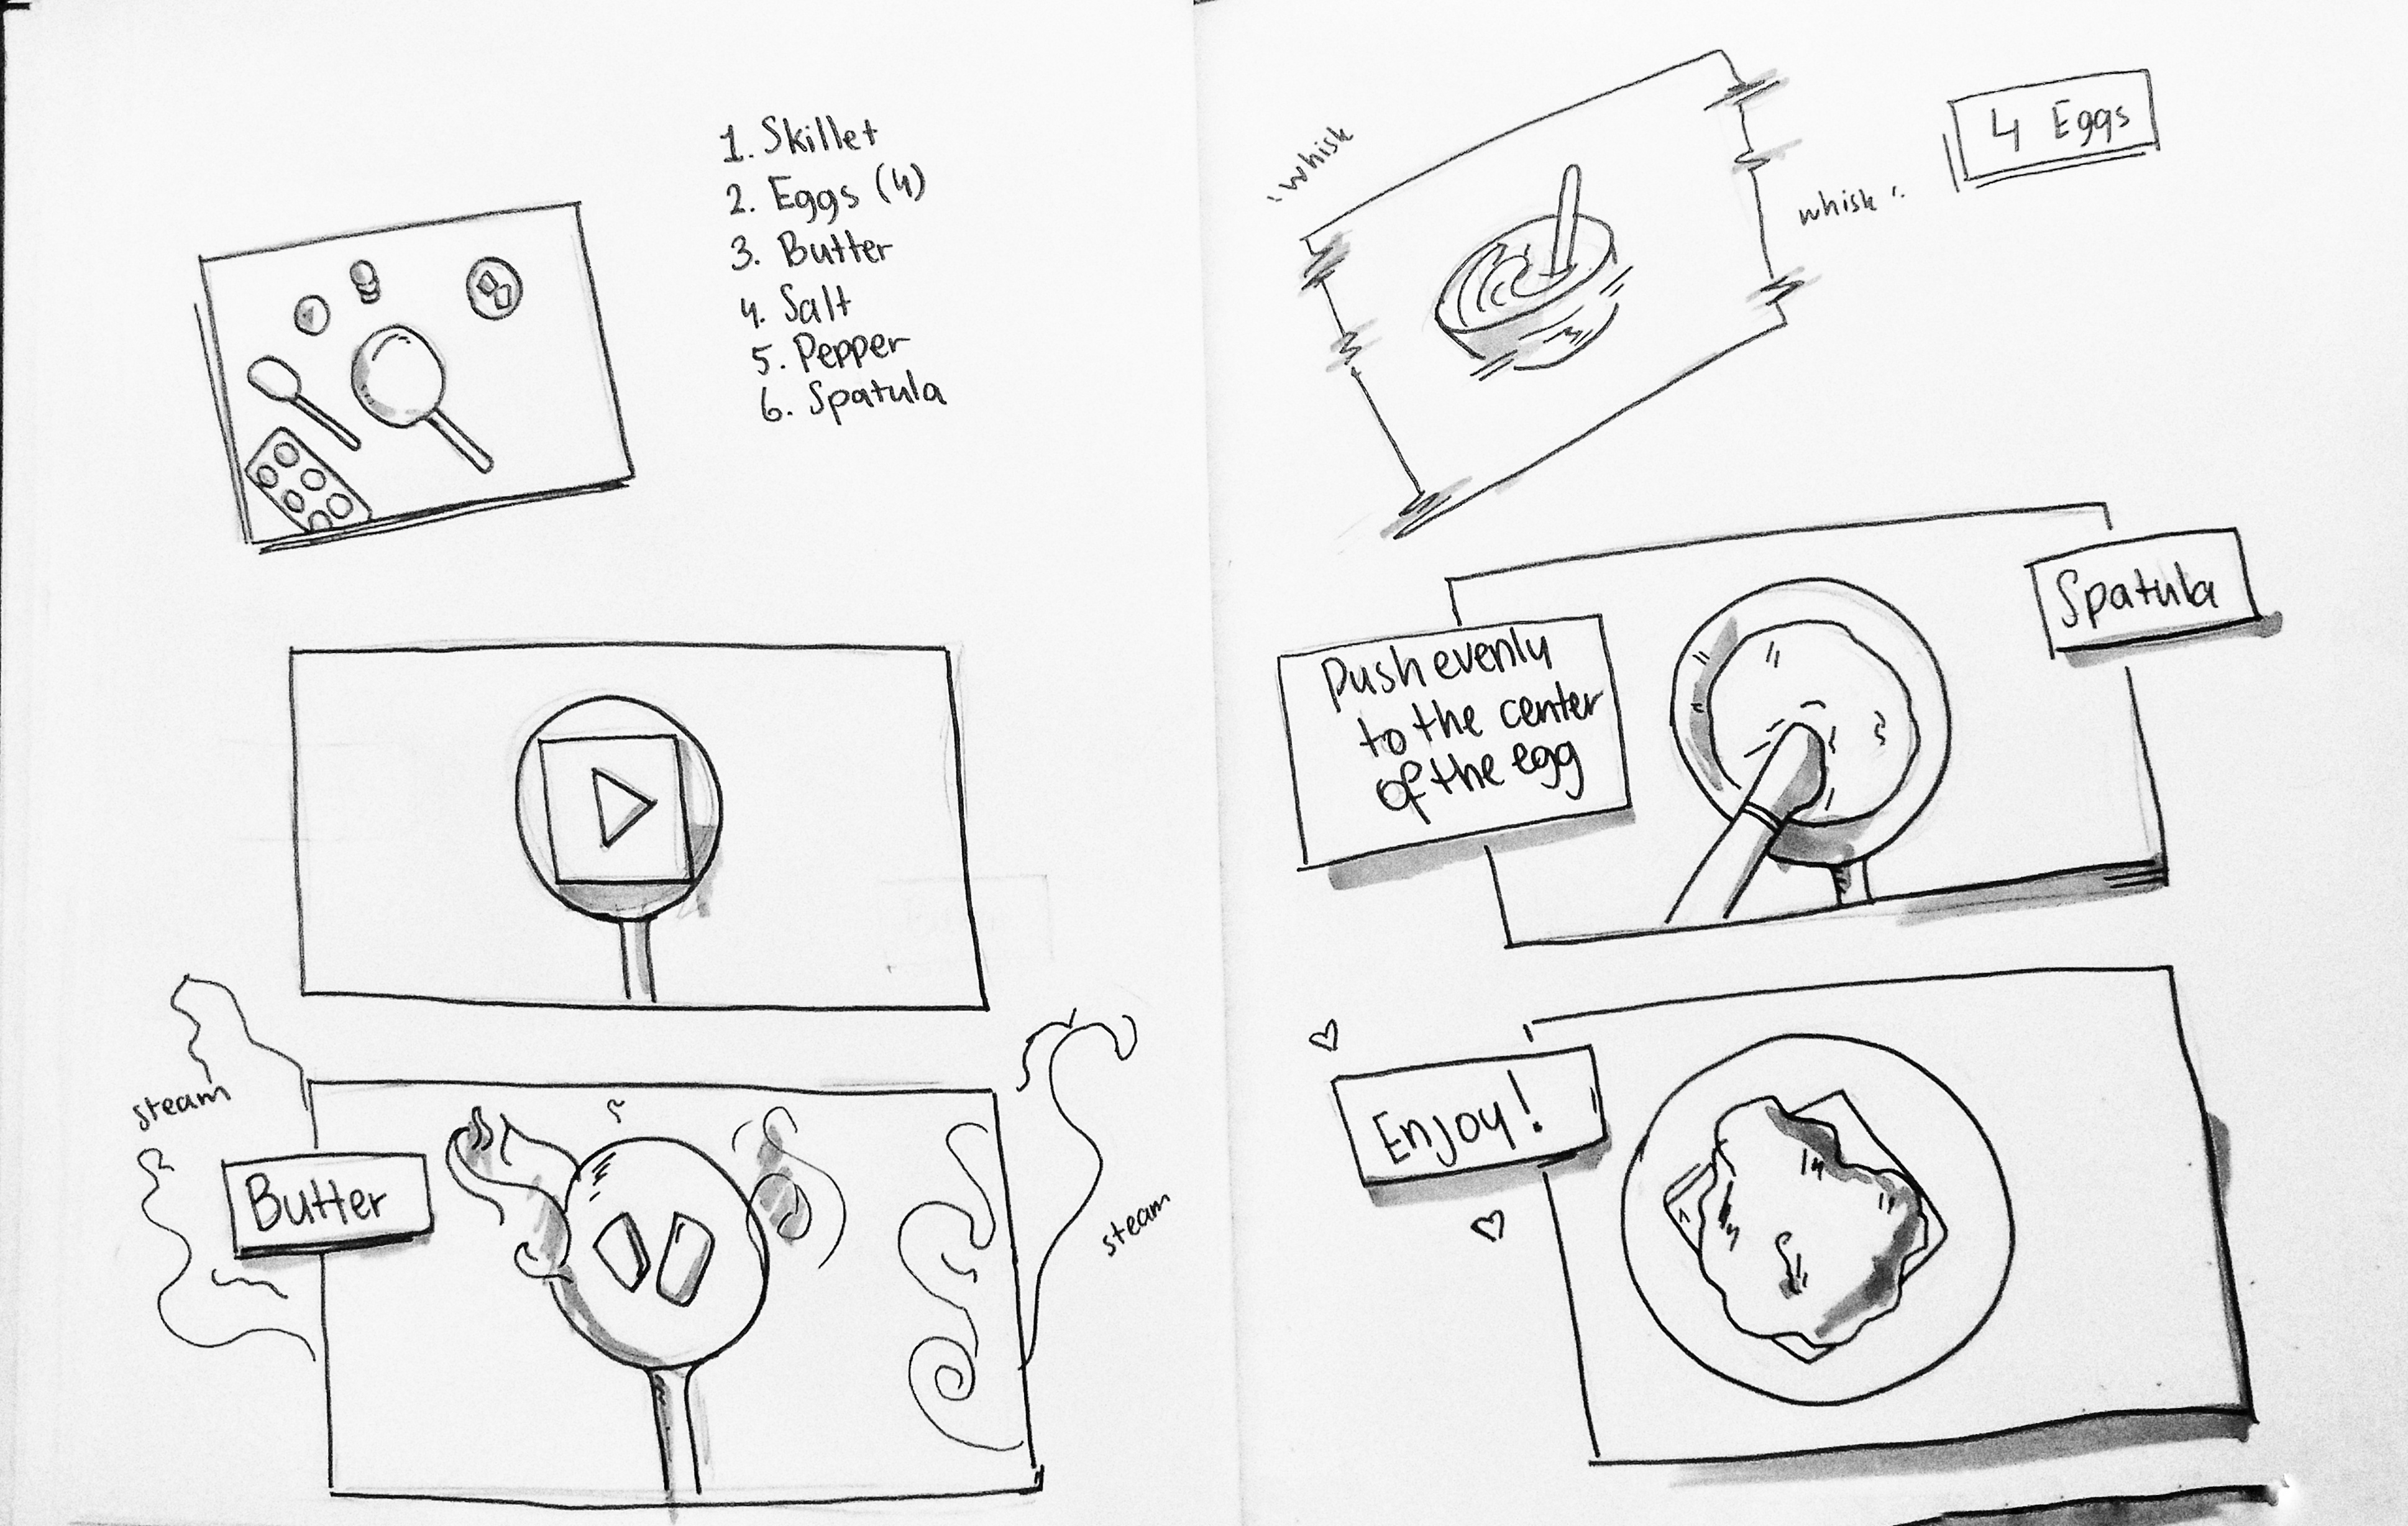 1. Skillet
2. Eggs (4)
3. Butter
4. Salt
5. Pepper
6. Spatula
steam
Butter
steam
whisk
whisk
4 Eggs
Spatula
Push evenly
to the center
of the egg
Enjoy!